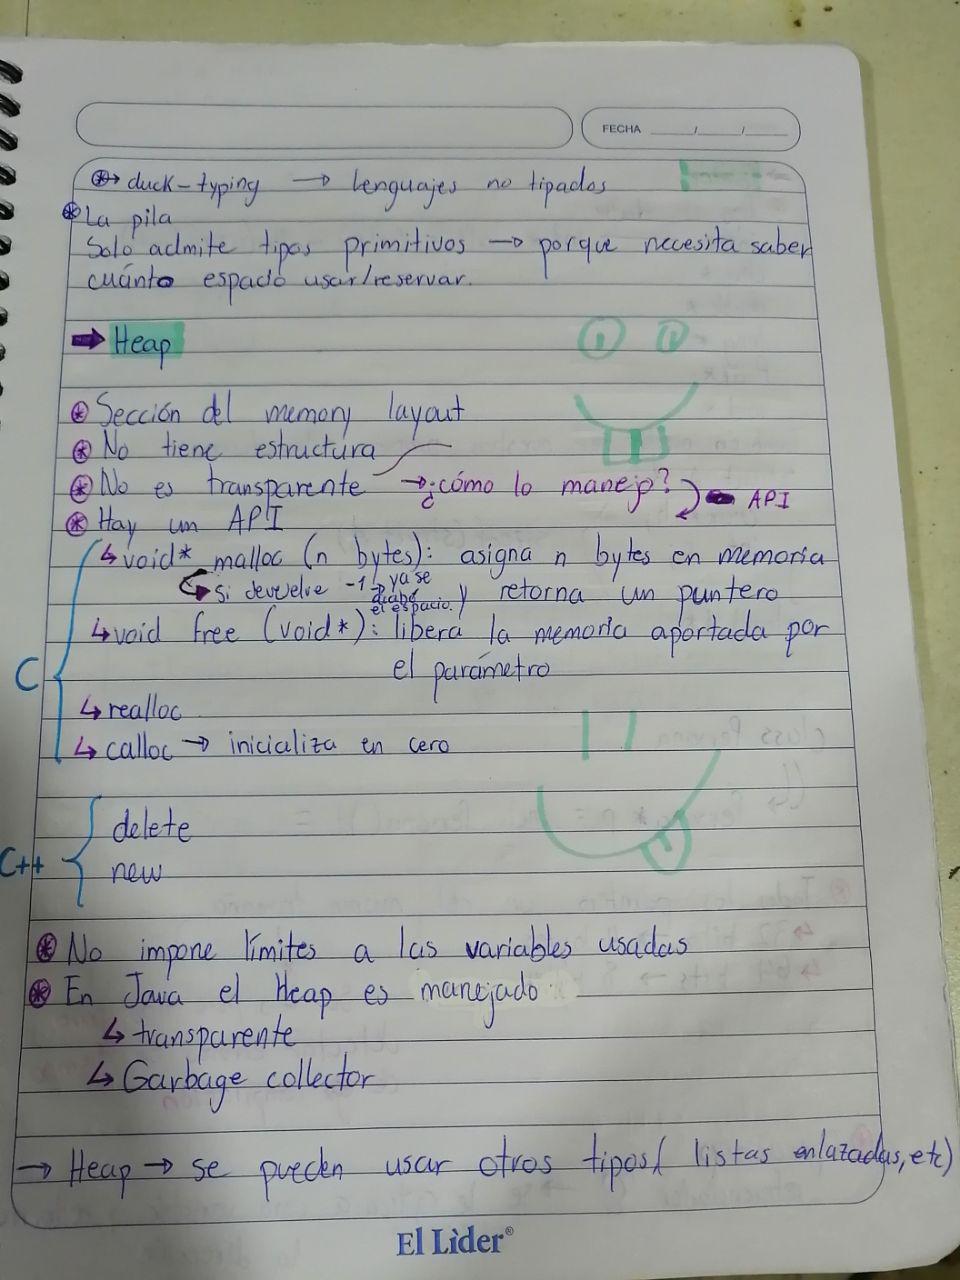 FECHA ___/___/___
⊛→ duck-typing → lenguajes no tipados
⊛ La pila
Solo admite tipos primitivos → porque necesita saber
cuánto espacio usar/reservar.
→ Heap
⊛ Sección del memory layout
⊛ No tiene estructura
⊛ No es transparente → ¿cómo lo manejo? API
⊛ Hay un API
↳ void* malloc (n bytes): asigna n bytes en memoria
↳ si devuelve -1 → ya se acabó el espacio. y retorna un puntero
↳ void free (void*): libera la memoria aportada por
el parámetro
C
↳ realloc
↳ calloc → inicializa en cero
delete
C++
new
⊛ No impone límites a las variables usadas
⊛ En Java el Heap es manejado
↳ transparente
↳ Garbage collector
→ Heap → se pueden usar otros tipos( listas enlazadas, etc)
El Lìder®